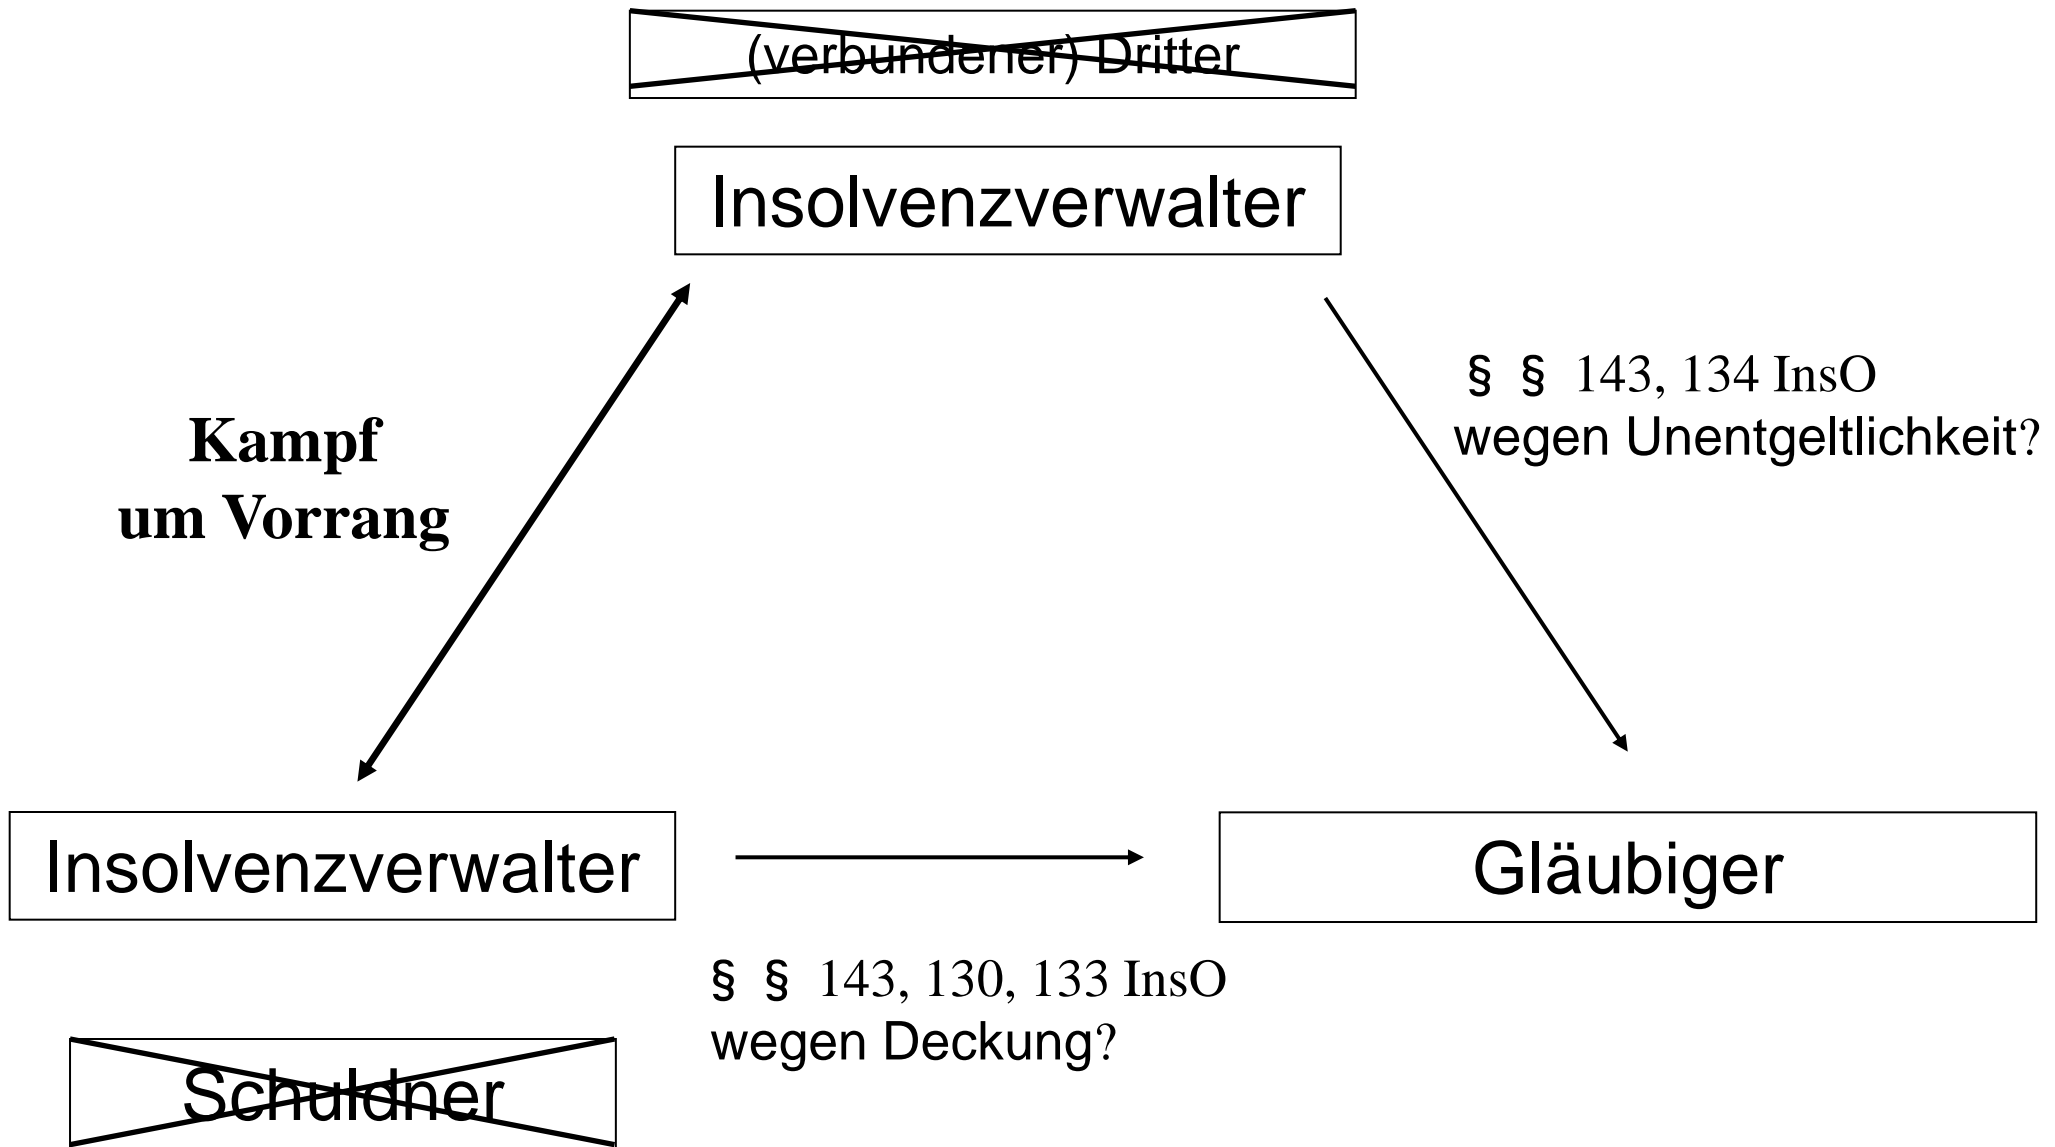 (verbundener) Dritter
Insolvenzverwalter
§ § 143, 134 InsO
wegen Unentgeltlichkeit?
Kampf
um Vorrang
Insolvenzverwalter
Gläubiger
§ § 143, 130, 133 InsO
wegen Deckung?
Schuldner